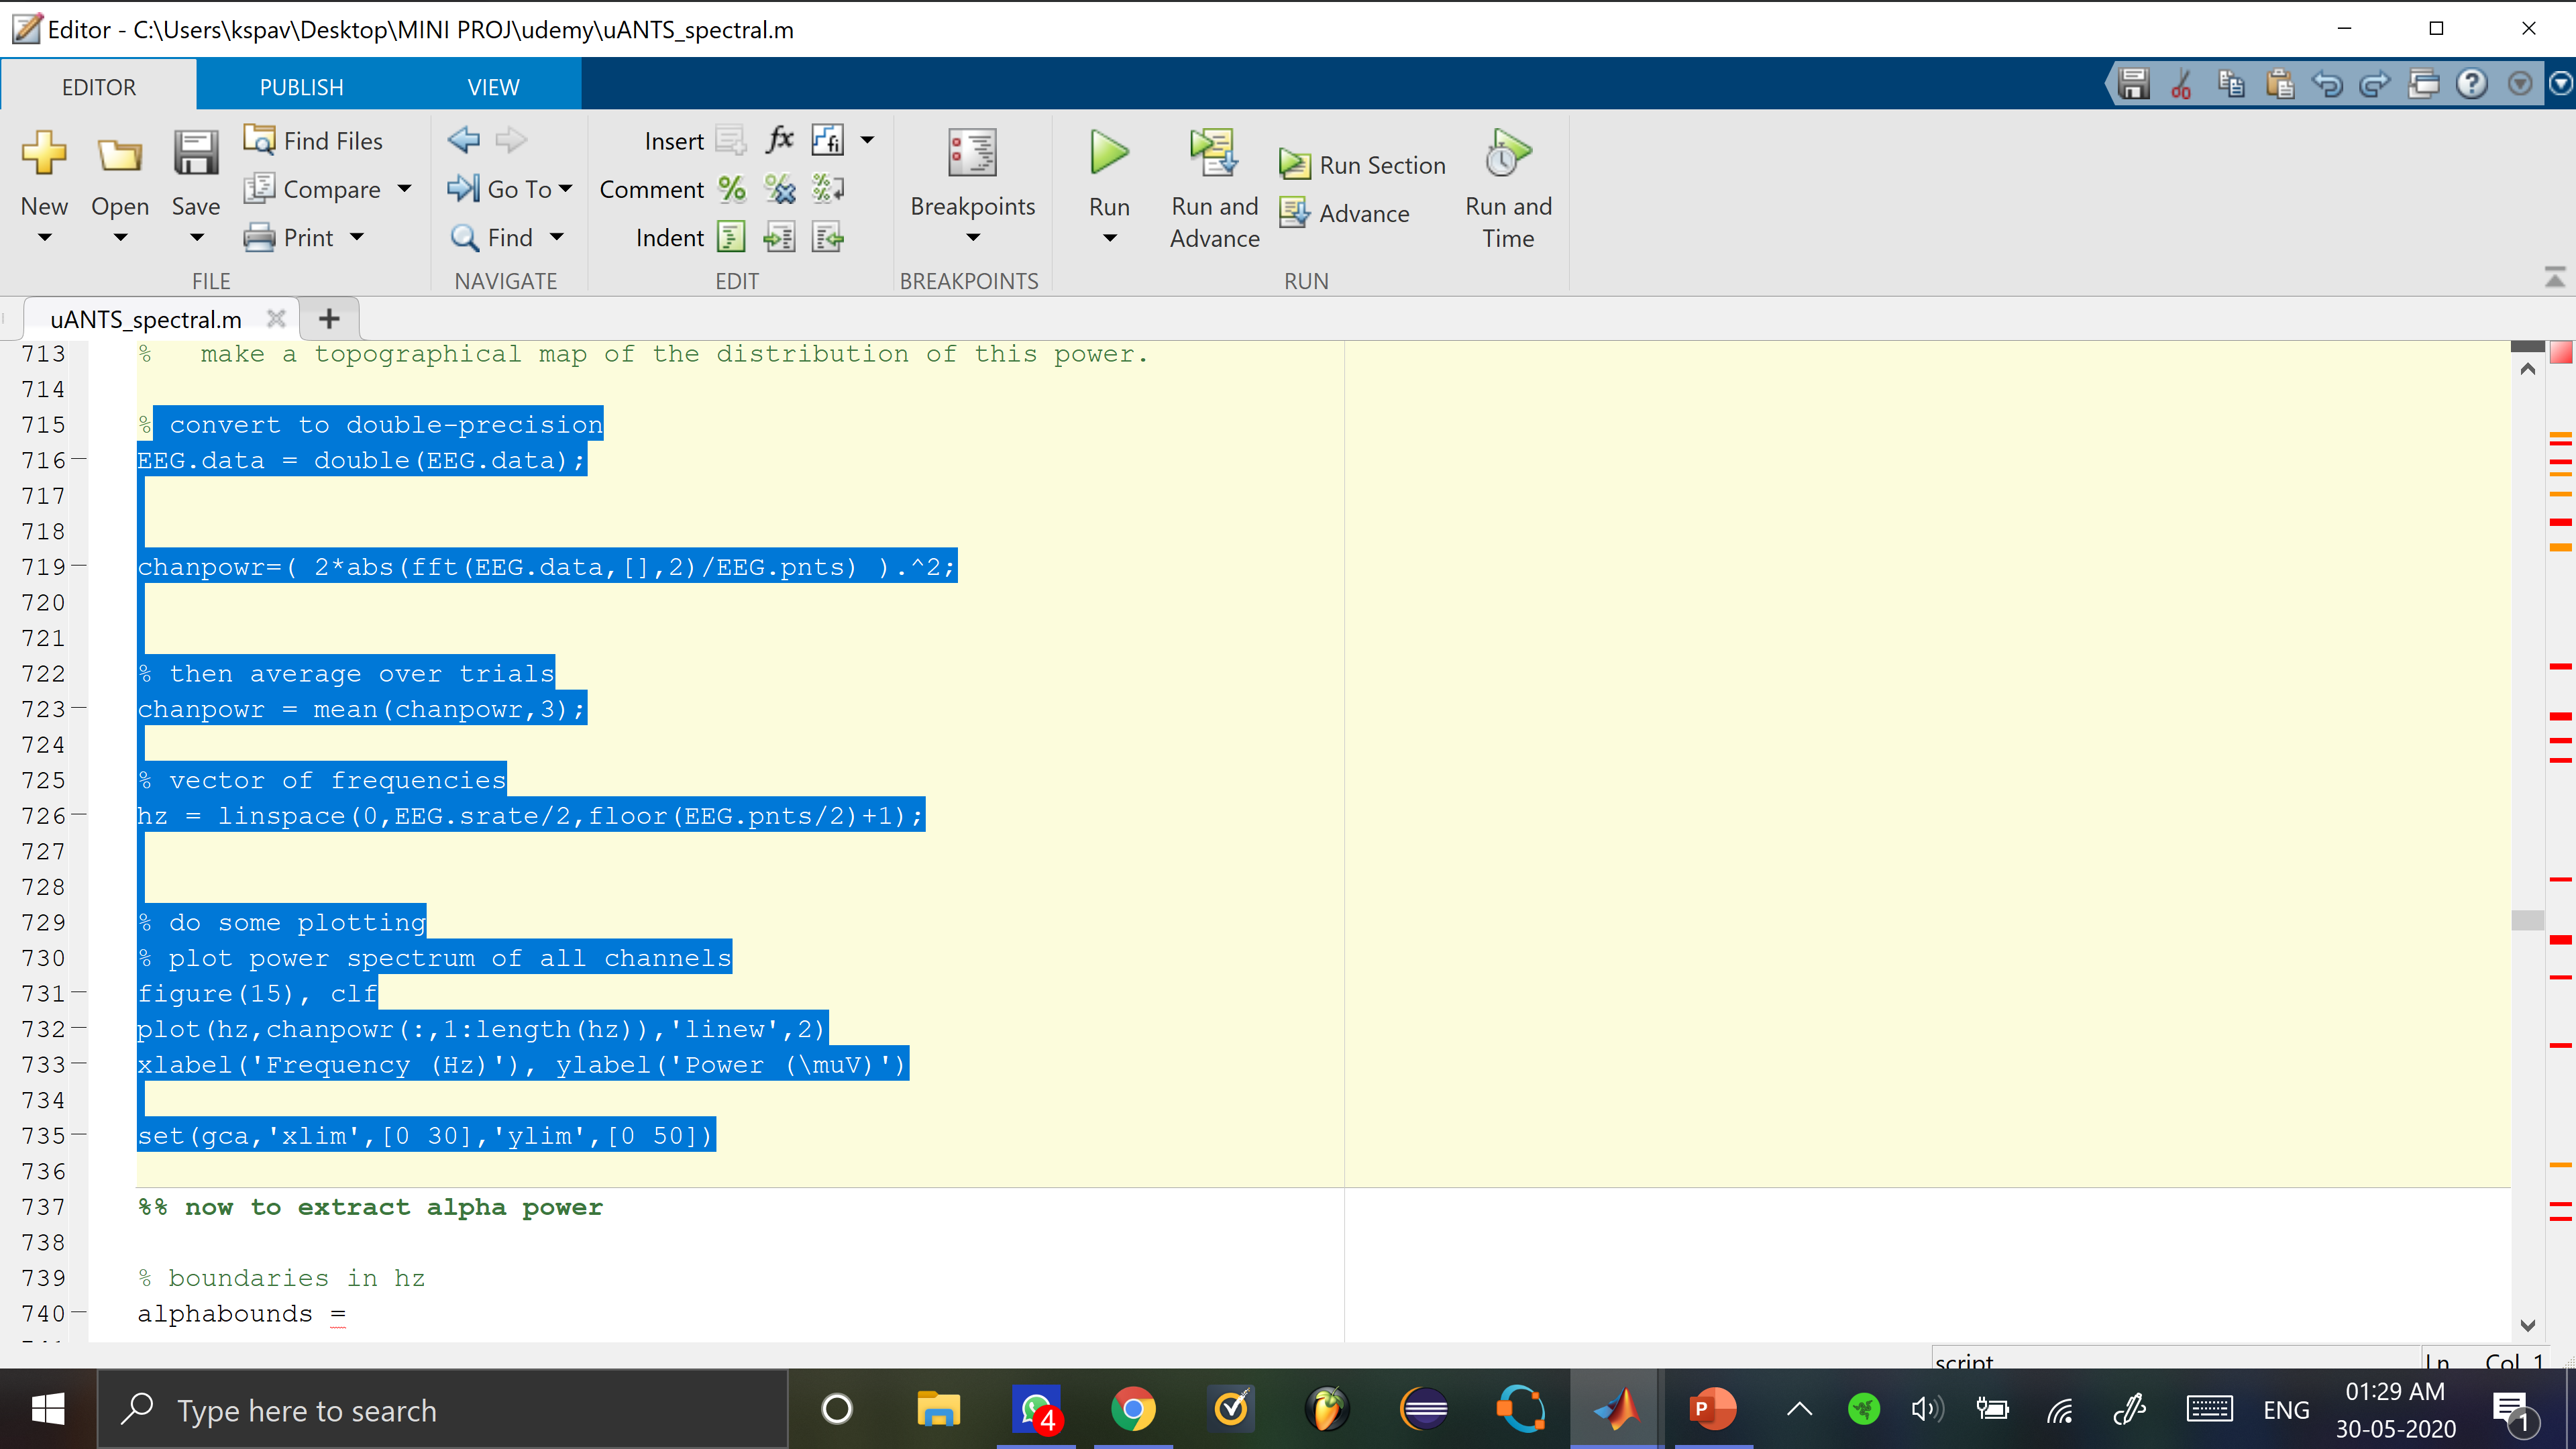 Editor - C:\Users\kspav\Desktop\MINI PROJ\udemy\uANTS_spectral.m
EDITOR PUBLISH VIEW
New Open Save Find Files Compare Print
FILE
Go To Find
NAVIGATE
Insert fx fi
Comment
Indent
EDIT
Breakpoints
BREAKPOINTS
Run Run and Advance Run Section Advance Run and Time
RUN
uANTS_spectral.m
713 %   make a topographical map of the distribution of this power.
714
715 % convert to double-precision
716 EEG.data = double(EEG.data);
717
718
719 chanpowr=( 2*abs(fft(EEG.data,[],2)/EEG.pnts) ).^2;
720
721
722 % then average over trials
723 chanpowr = mean(chanpowr,3);
724
725 % vector of frequencies
726 hz = linspace(0,EEG.srate/2,floor(EEG.pnts/2)+1);
727
728
729 % do some plotting
730 % plot power spectrum of all channels
731 figure(15), clf
732 plot(hz,chanpowr(:,1:length(hz)),'linew',2)
733 xlabel('Frequency (Hz)'), ylabel('Power (\muV)')
734
735 set(gca,'xlim',[0 30],'ylim',[0 50])
736
737 %% now to extract alpha power
738
739 % boundaries in hz
740 alphabounds =
script Ln Col 1
Type here to search
4
P
ENG
01:29 AM
30-05-2020
1